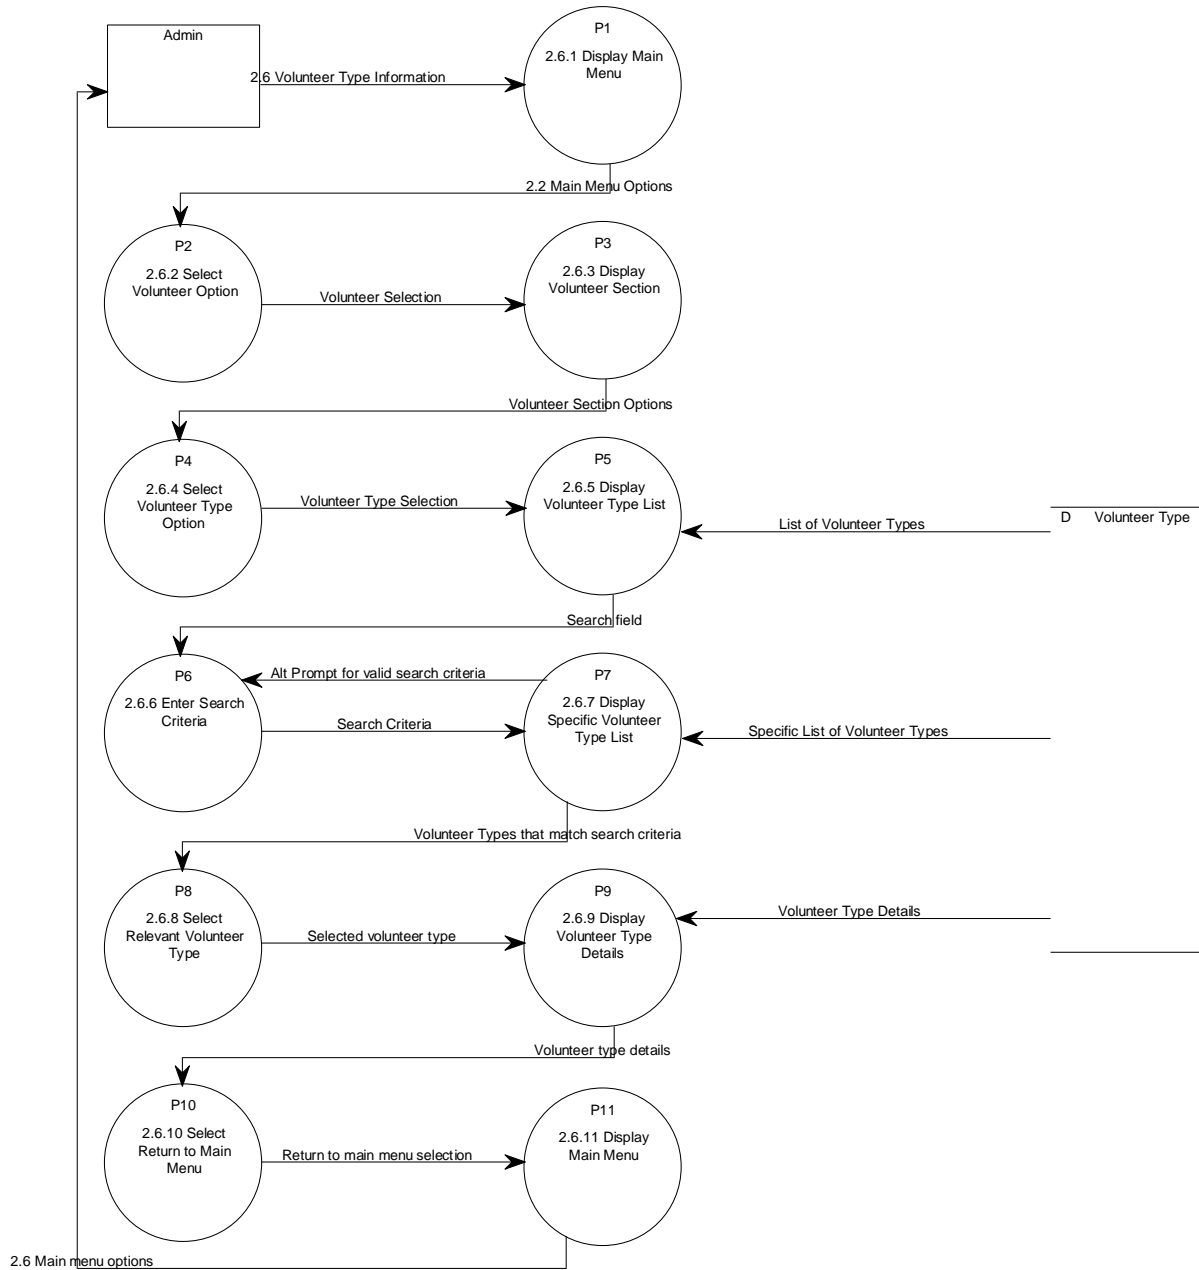 Admin
2.6 Volunteer Type Information
P1
2.6.1 Display Main
Menu
2.2 Main Menu Options
P2
2.6.2 Select
Volunteer Option
Volunteer Selection
P3
2.6.3 Display
Volunteer Section
Volunteer Section Options
P4
2.6.4 Select
Volunteer Type
Option
Volunteer Type Selection
P5
2.6.5 Display
Volunteer Type List
List of Volunteer Types
D Volunteer Type
Search field
P6
2.6.6 Enter Search
Criteria
Alt Prompt for valid search criteria
Search Criteria
P7
2.6.7 Display
Specific Volunteer
Type List
Specific List of Volunteer Types
Volunteer Types that match search criteria
P8
2.6.8 Select
Relevant Volunteer
Type
Selected volunteer type
P9
2.6.9 Display
Volunteer Type
Details
Volunteer Type Details
Volunteer type details
P10
2.6.10 Select
Return to Main
Menu
Return to main menu selection
P11
2.6.11 Display
Main Menu
2.6 Main menu options